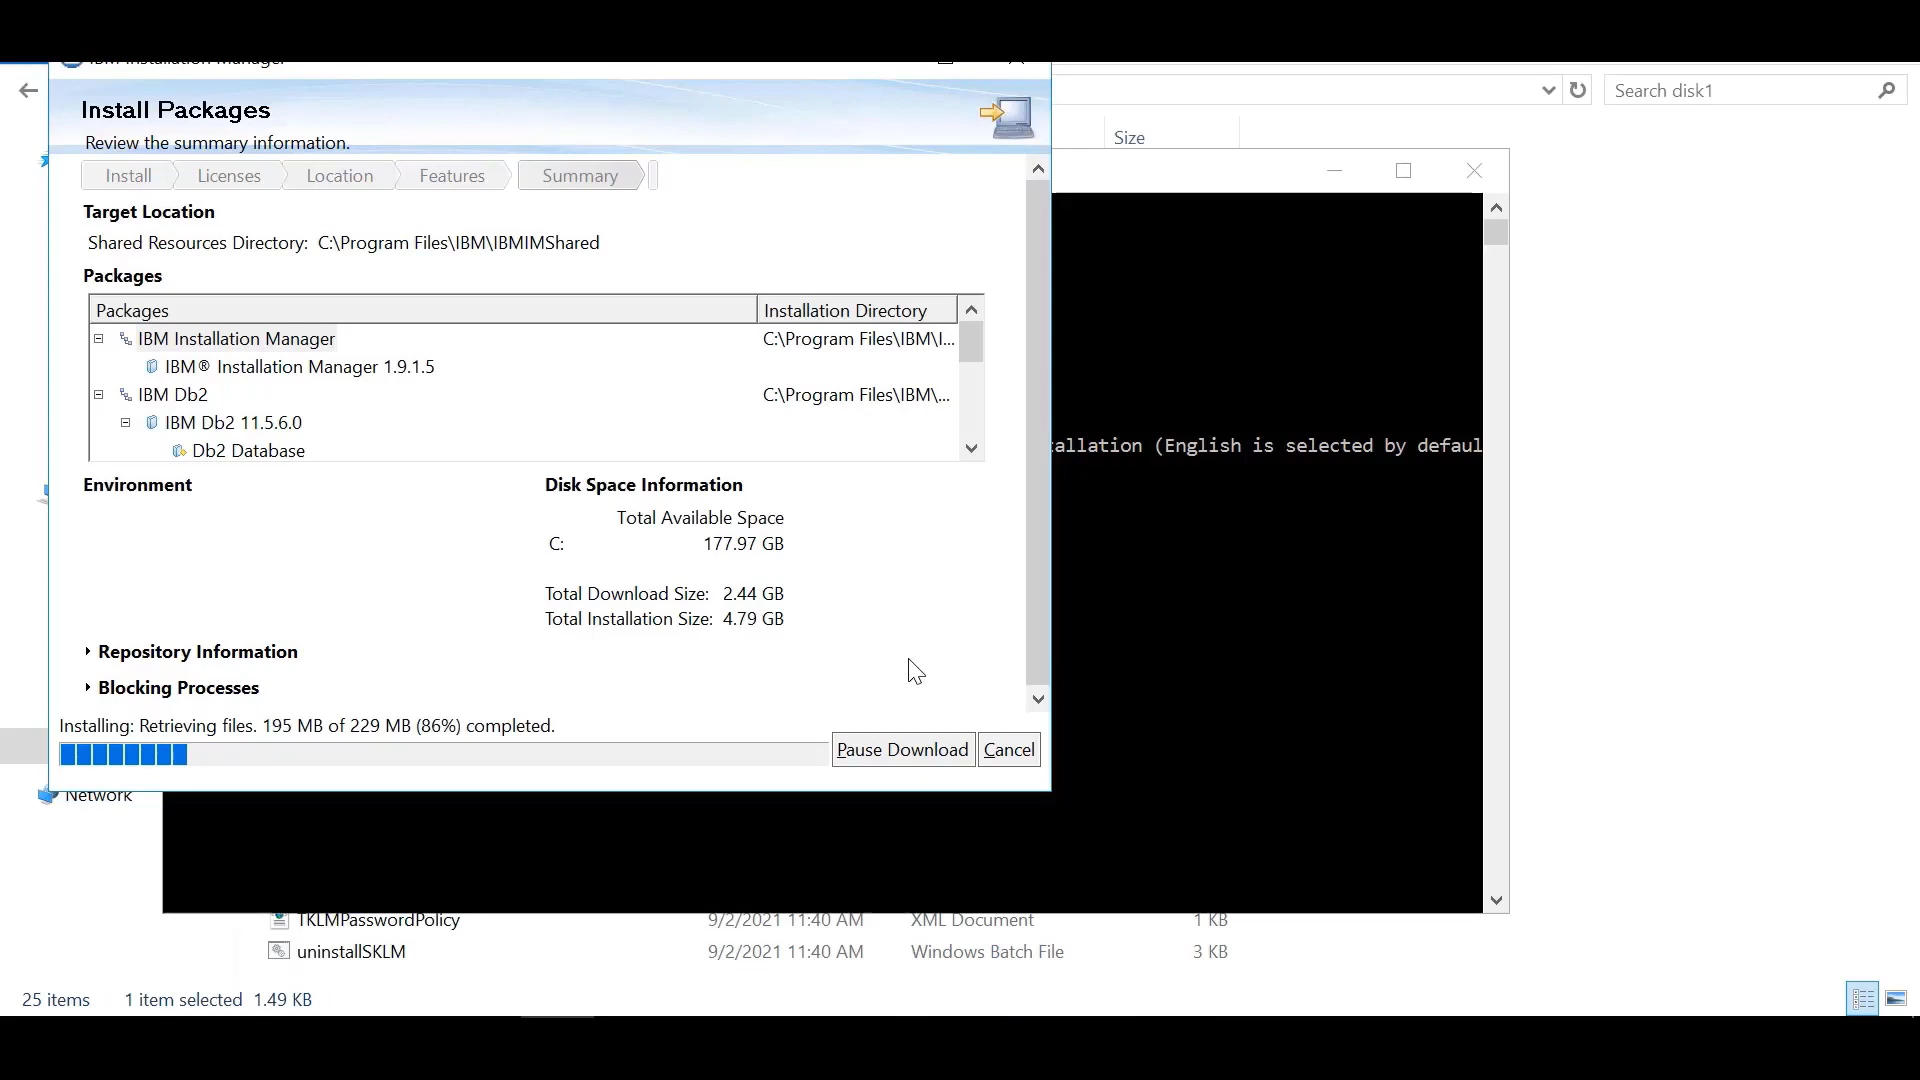 IBM Installation Manager
Search disk1
Install Packages
Review the summary information.
Size
Install
Licenses
Location
Features
Summary
Target Location
Shared Resources Directory: C:\Program Files\IBM\IBMIMShared
Packages
Packages Installation Directory
IBM Installation Manager C:\Program Files\IBM\I...
IBM® Installation Manager 1.9.1.5
IBM Db2 C:\Program Files\IBM\...
IBM Db2 11.5.6.0
Db2 Database
allation (English is selected by defaul
Environment
Disk Space Information
Total Available Space
C: 177.97 GB
Total Download Size: 2.44 GB
Total Installation Size: 4.79 GB
Repository Information
Blocking Processes
Installing: Retrieving files. 195 MB of 229 MB (86%) completed.
Pause Download
Cancel
Network
TKLMPasswordPolicy 9/2/2021 11:40 AM XML Document 1 KB
uninstallSKLM 9/2/2021 11:40 AM Windows Batch File 3 KB
25 items 1 item selected 1.49 KB